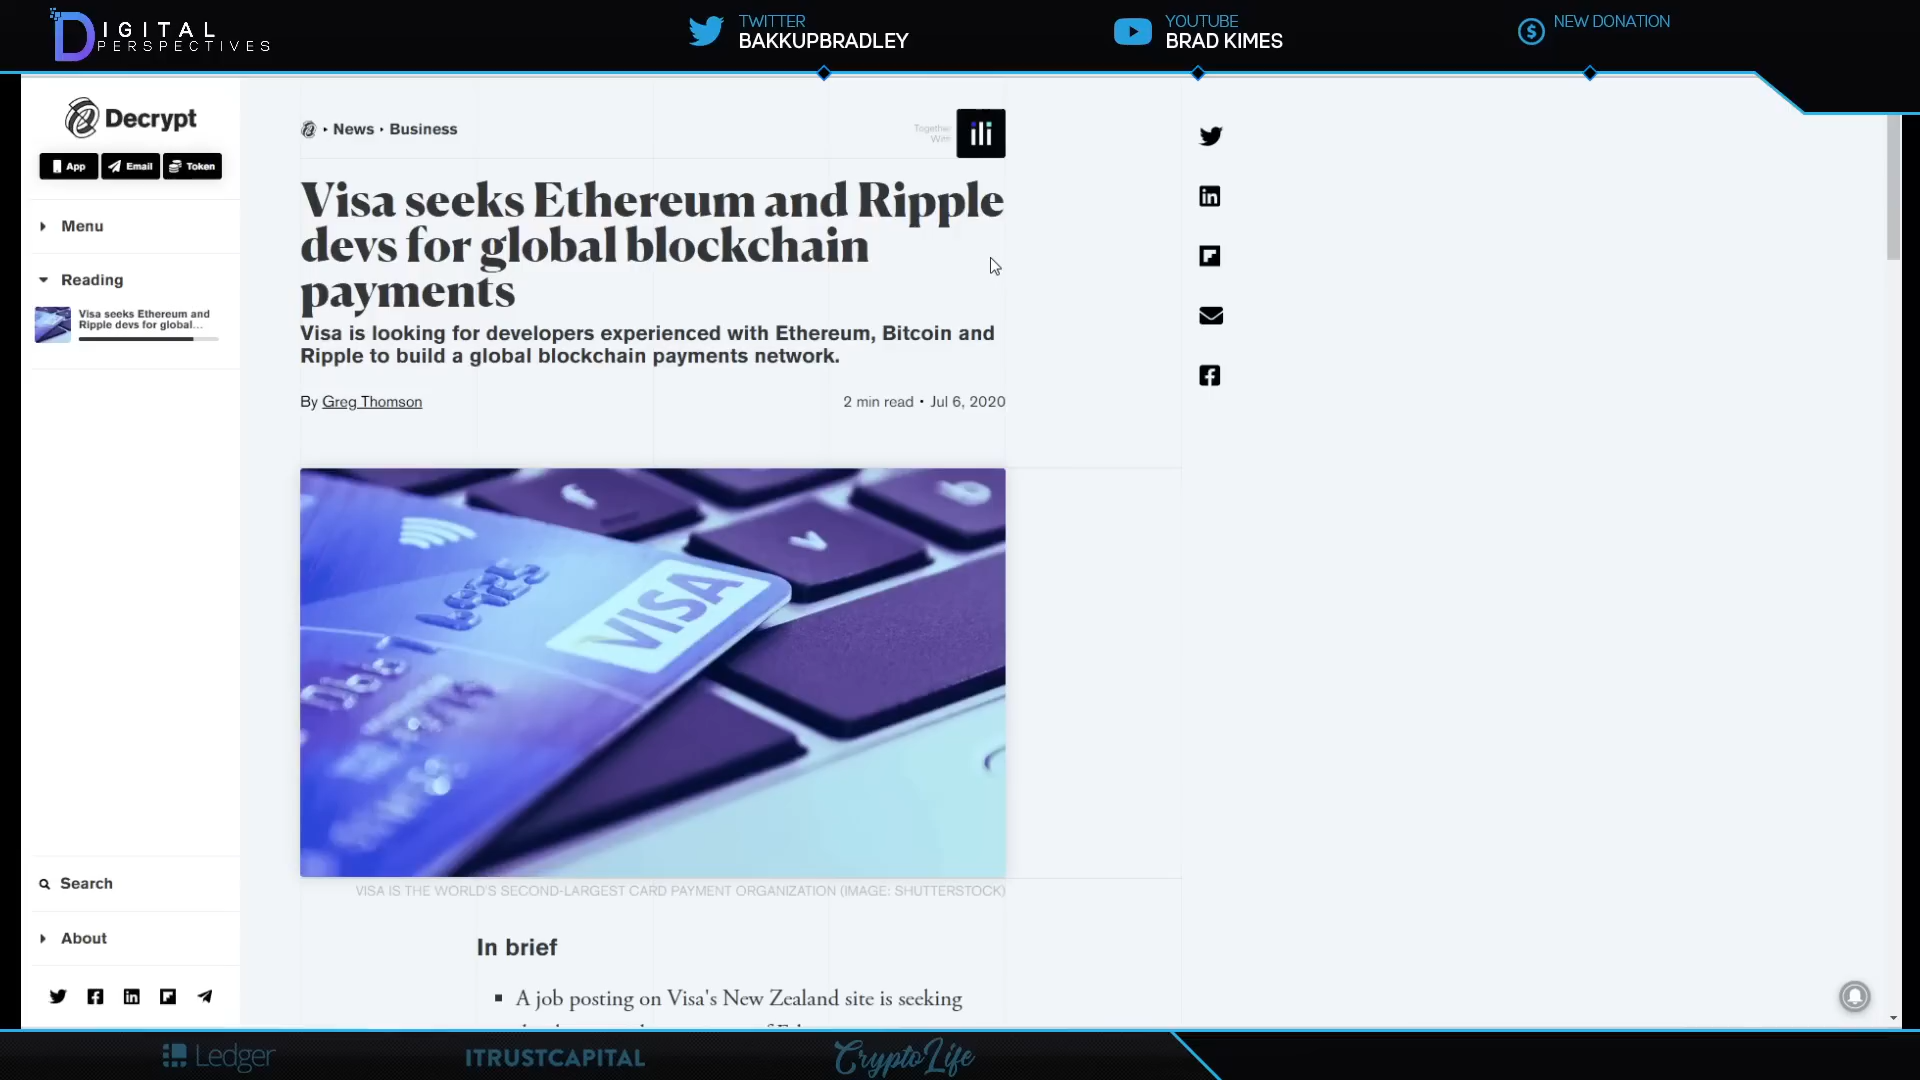 DIGITAL
PERSPECTIVES
TWITTER
BAKKUPBRADLEY
YOUTUBE
BRAD KIMES
NEW DONATION
Decrypt
App
Email
Token
Menu
Reading
Visa seeks Ethereum and
Ripple devs for global...
Search
About
News
Business
Together
With
Visa seeks Ethereum and Ripple
devs for global blockchain
payments
Visa is looking for developers experienced with Ethereum, Bitcoin and
Ripple to build a global blockchain payments network.
By Greg Thomson
2 min read • Jul 6, 2020
f
v
b
VISA
VISA IS THE WORLD'S SECOND-LARGEST CARD PAYMENT ORGANIZATION (IMAGE: SHUTTERSTOCK)
In brief
A job posting on Visa's New Zealand site is seeking
Ledger
ITRUSTCAPITAL
CryptoLife